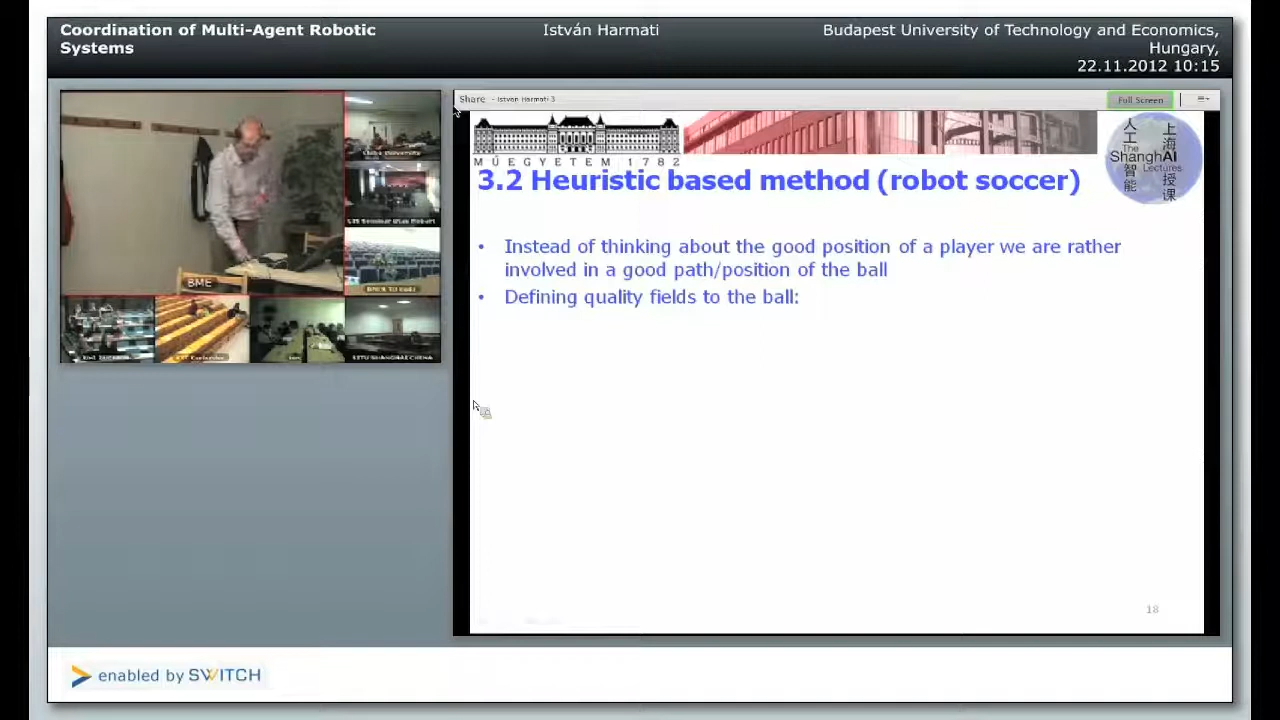 Coordination of Multi-Agent Robotic
Systems
István Harmati
Budapest University of Technology and Economics,
Hungary,
22.11.2012 10:15
BME
Share - Istvan Harmati 3
Full Screen
MŰEGYETEM 1782
人工智能
The
ShanghAI
Lectures
上海授课
3.2 Heuristic based method (robot soccer)
• Instead of thinking about the good position of a player we are rather
involved in a good path/position of the ball
• Defining quality fields to the ball:
18
enabled by SWITCH